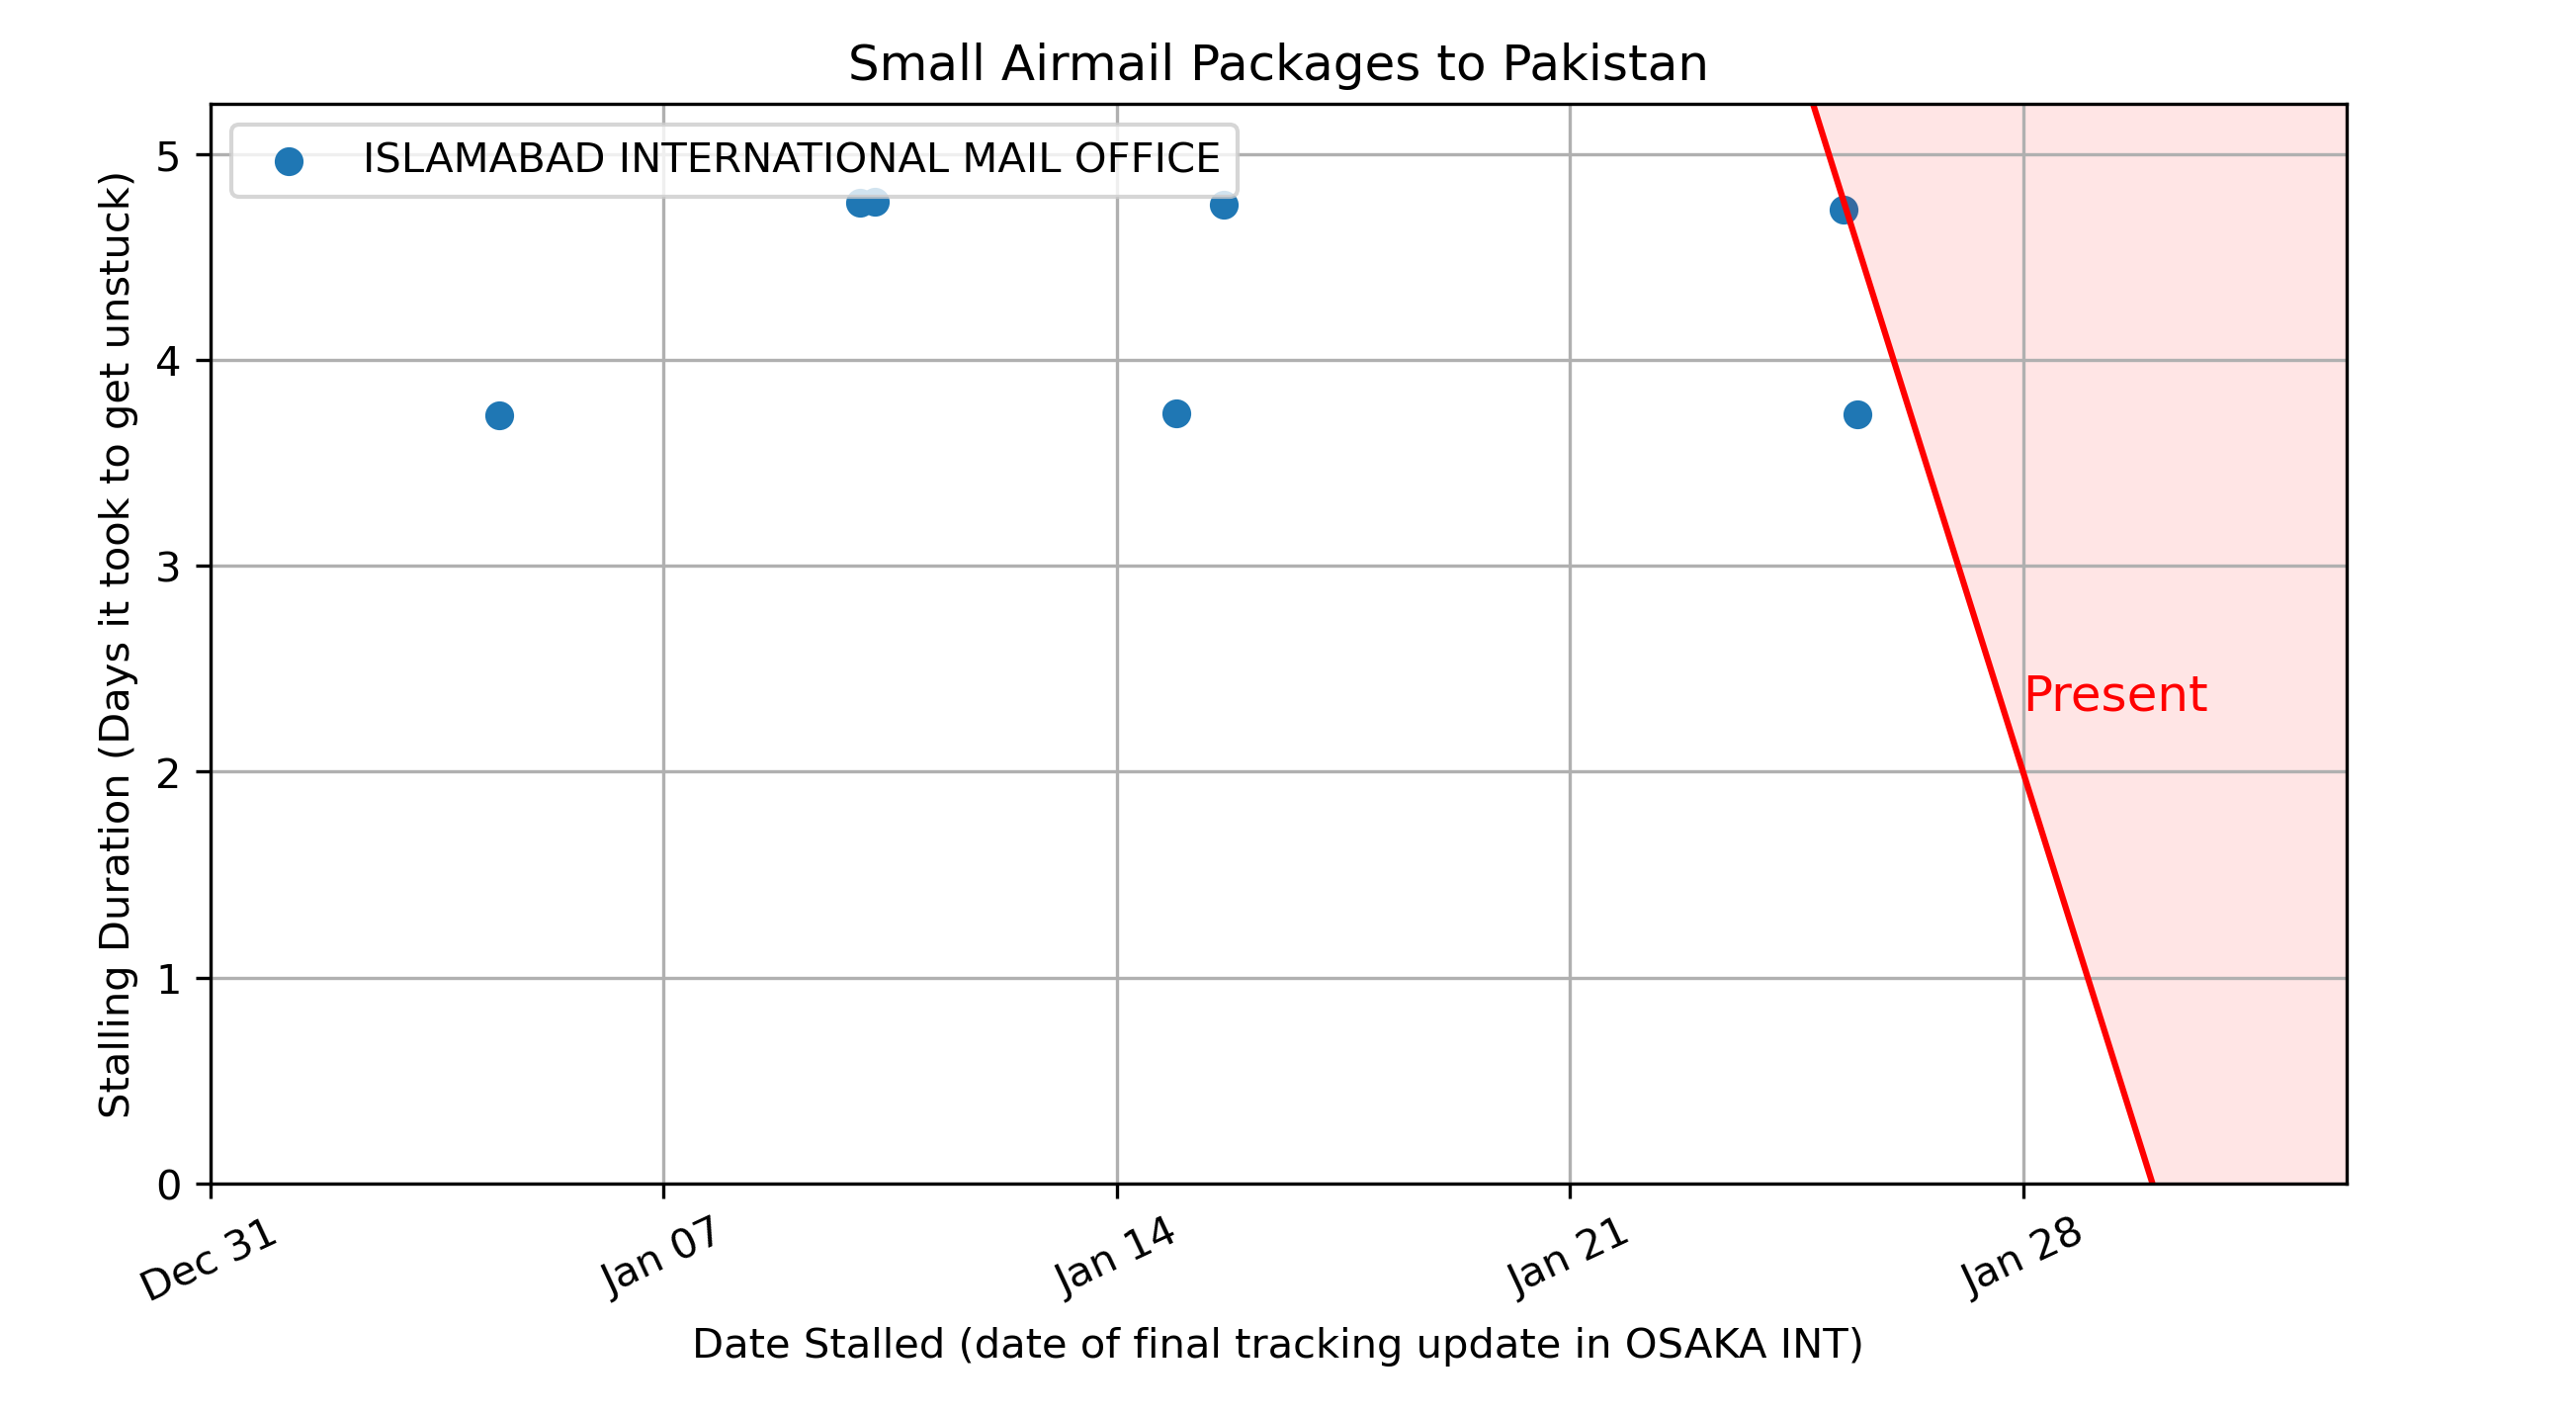 Small Airmail Packages to Pakistan
ISLAMABAD INTERNATIONAL MAIL OFFICE
Stalling Duration (Days it took to get unstuck)
5
4
3
2
1
0
Present
Dec 31
Jan 07
Jan 14
Jan 21
Jan 28
Date Stalled (date of final tracking update in OSAKA INT)